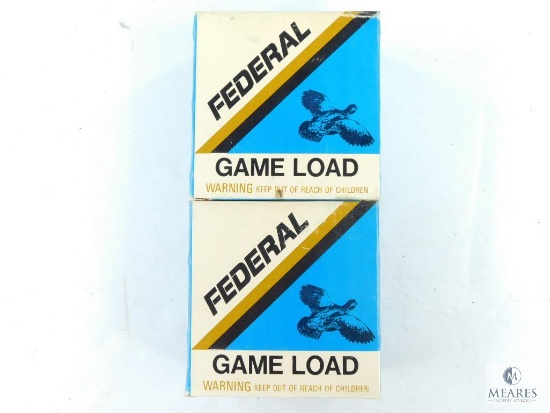 FEDERAL
GAME LOAD
WARNING KEEP OUT OF REACH OF CHILDREN
FEDERAL
GAME LOAD
WARNING KEEP OUT OF REACH OF CHILDREN
M
MEARES